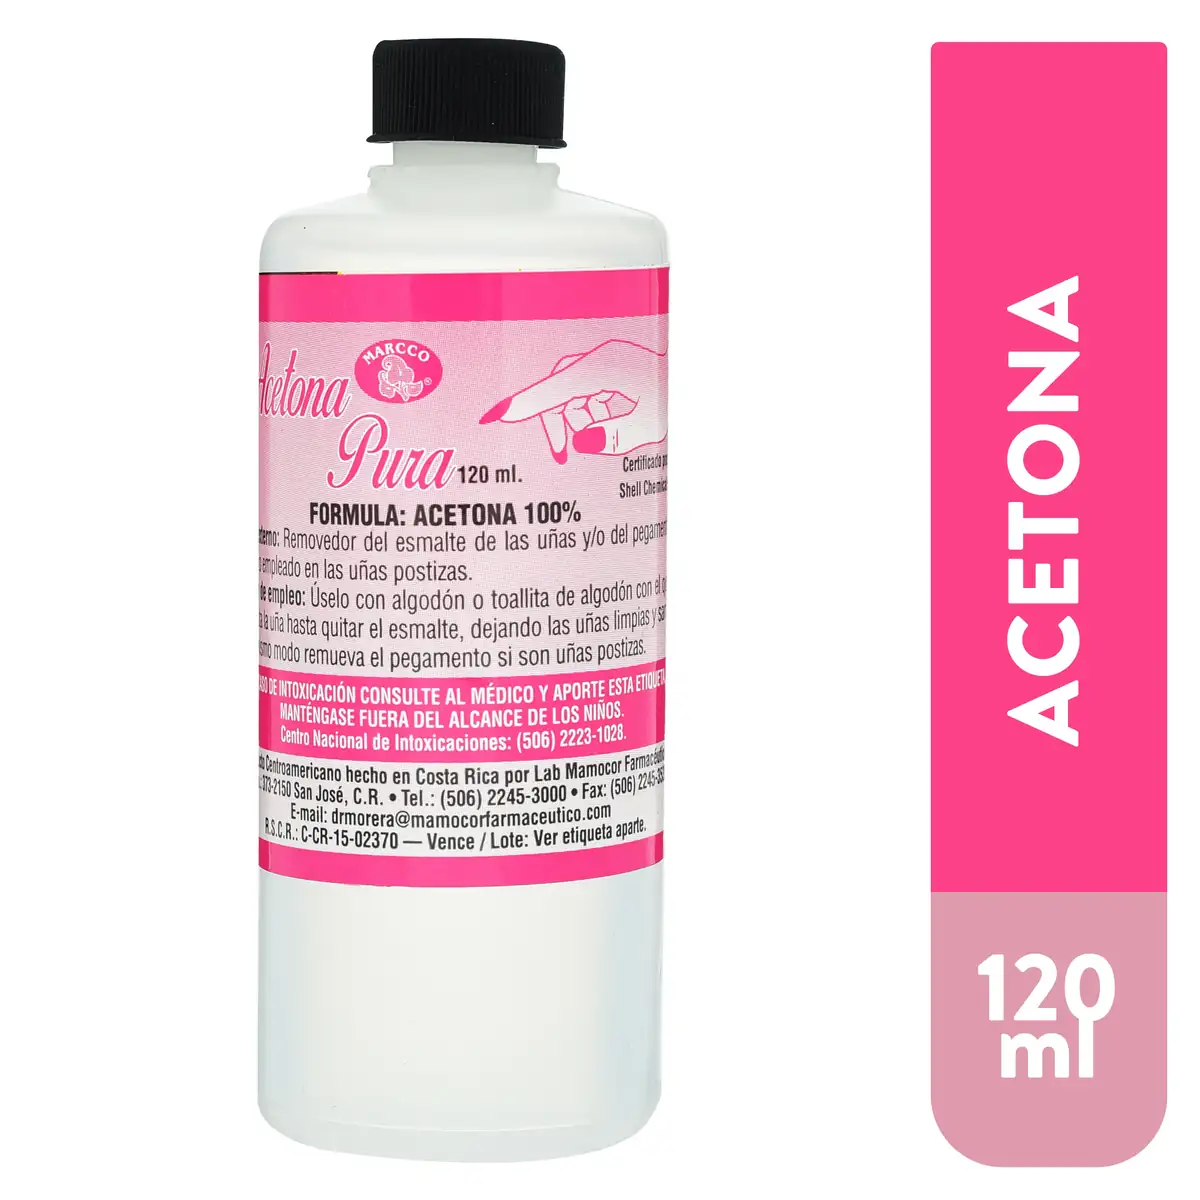 MARCCO
®
Acetona
Pura 120 ml.
Certificado por
Shell Chemical
FORMULA: ACETONA 100%
externo: Removedor del esmalte de las uñas y/o del
empleado en las uñas postizas.
de empleo: Úselo con algodón o toallita de algodón con el
la uña hasta quitar el esmalte, dejando las uñas limpias y
modo remueva el pegamento si son uñas postizas.
DE INTOXICACIÓN CONSULTE AL MÉDICO Y APORTE ESTA ETIQUETA.
MANTÉNGASE FUERA DEL ALCANCE DE LOS NIÑOS.
Centro Nacional de Intoxicaciones: (506) 2223-1028.
Centroamericano hecho en Costa Rica por Lab Mamocor
373-2150 San José, C.R. • Tel.: (506) 2245-3000 • Fax: (506)
E-mail: drmorera@mamocorfarmaceutico.com
R.S.C.R.: C-CR-15-02370 — Vence / Lote: Ver etiqueta aparte.
ACETONA
120
ml